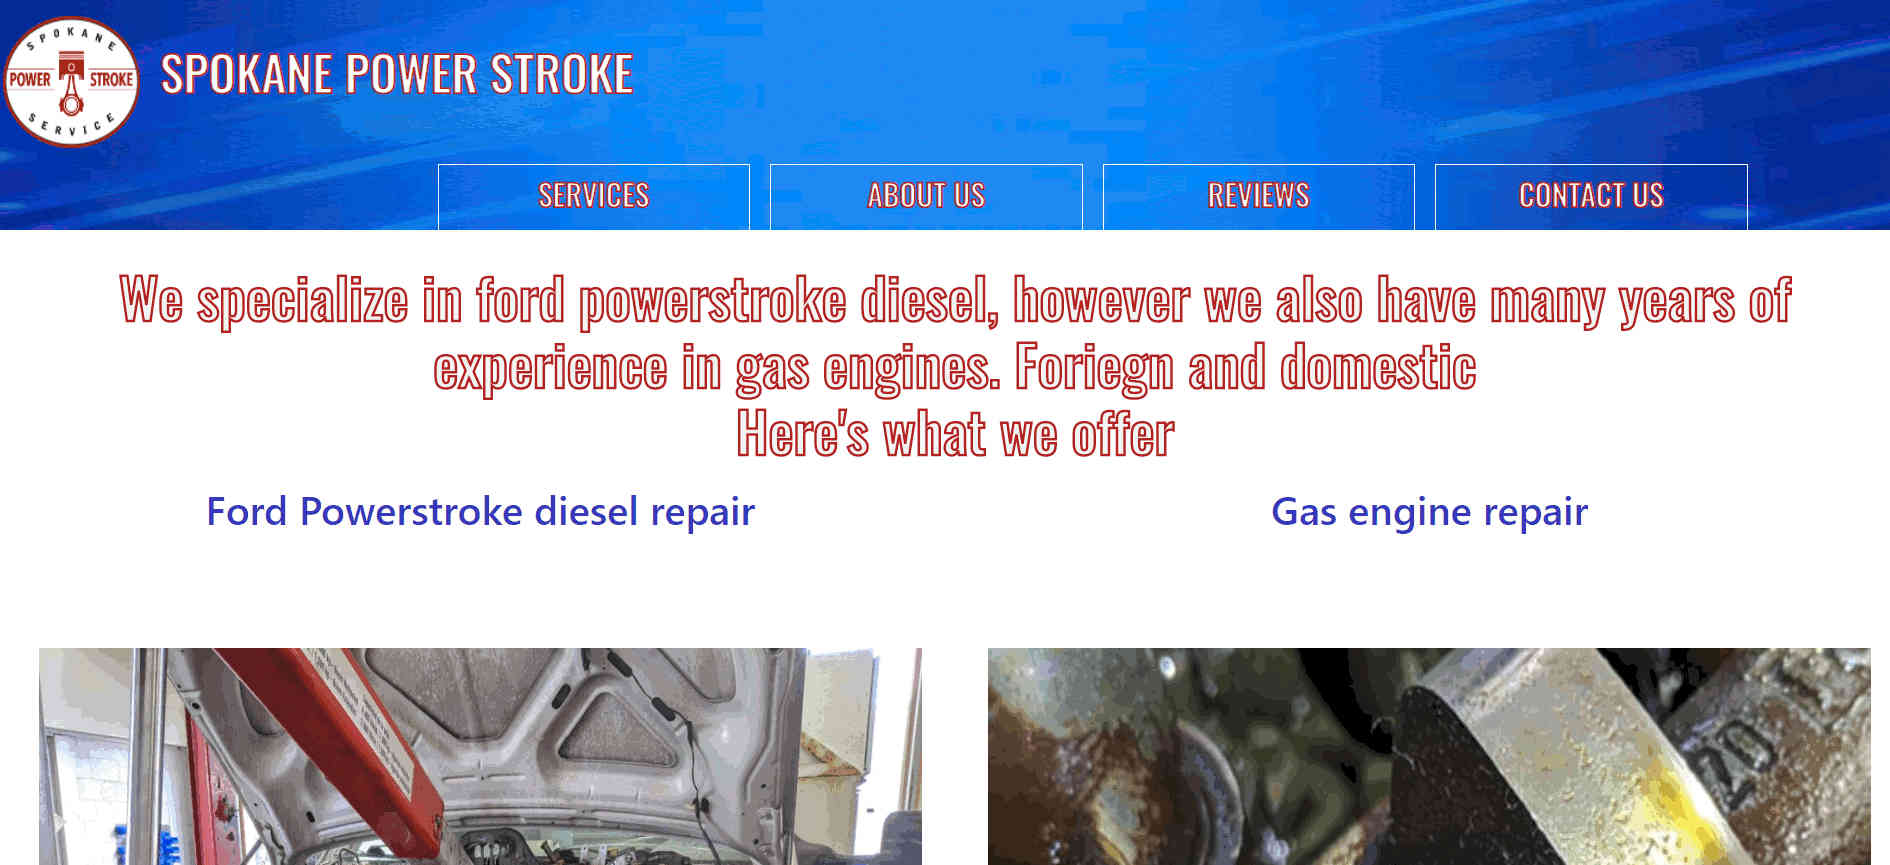 SPOKANE
POWER STROKE
SERVICE
SPOKANE POWER STROKE
SERVICES
ABOUT US
REVIEWS
CONTACT US
We specialize in ford powerstroke diesel, however we also have many years of
experience in gas engines. Foriegn and domestic
Here's what we offer
Ford Powerstroke diesel repair
Gas engine repair